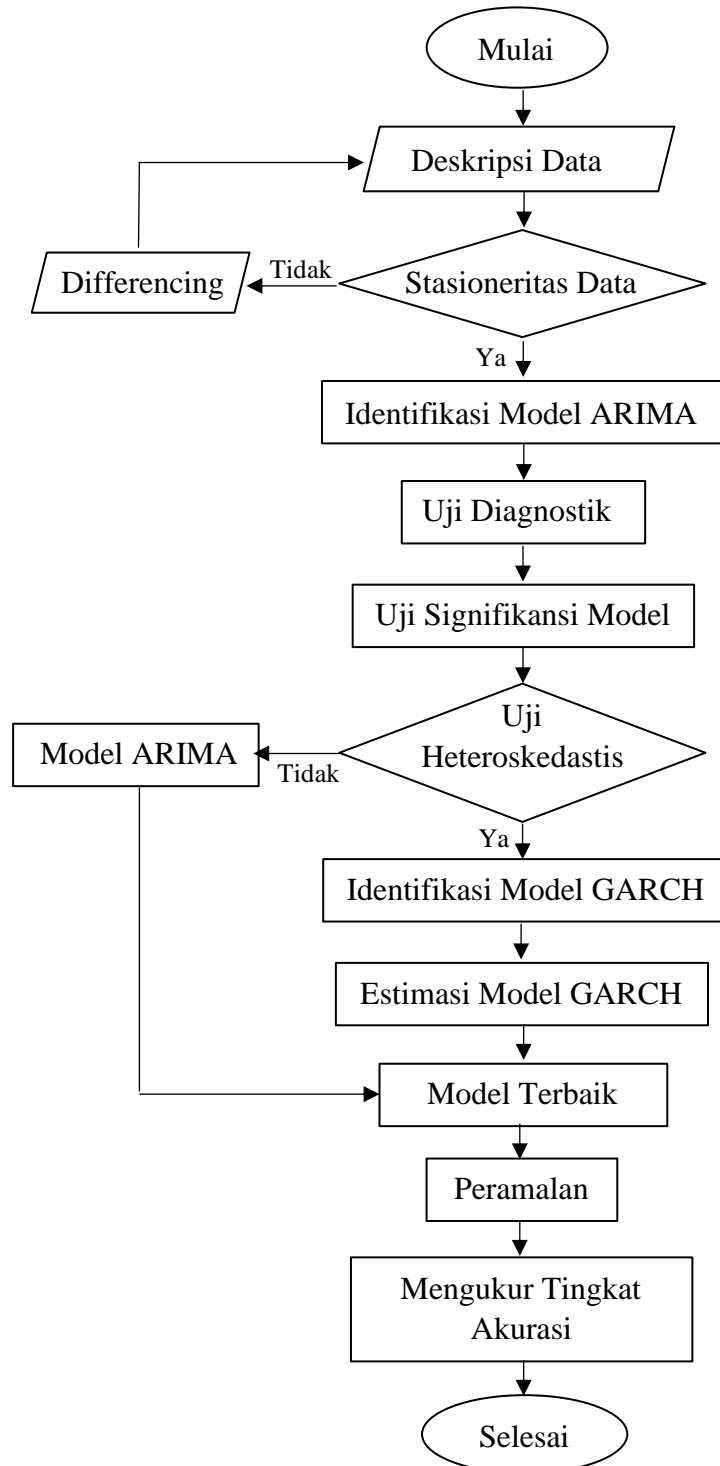 Mulai
Deskripsi Data
Differencing
Tidak
Stasioneritas Data
Ya
Identifikasi Model ARIMA
Uji Diagnostik
Uji Signifikansi Model
Uji
Heteroskedastis
Model ARIMA
Tidak
Ya
Identifikasi Model GARCH
Estimasi Model GARCH
Model Terbaik
Peramalan
Mengukur Tingkat
Akurasi
Selesai